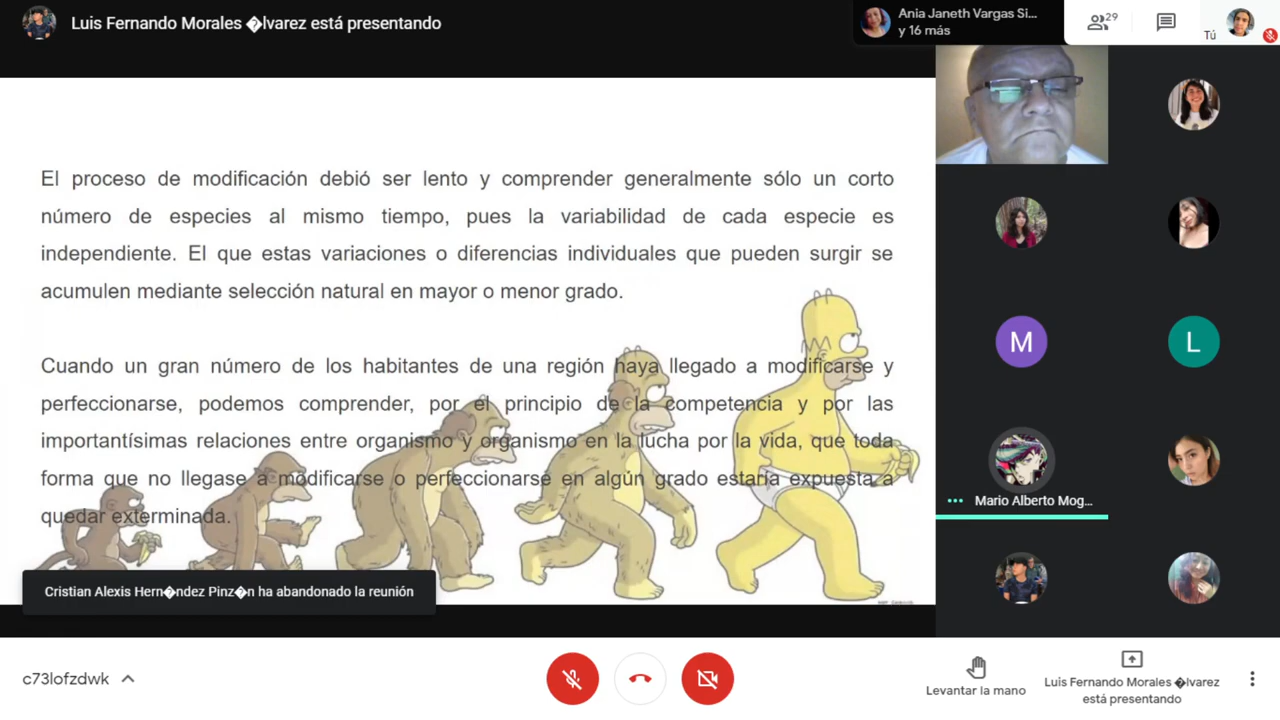 Luis Fernando Morales �lvarez está presentando
Ania Janeth Vargas Si...
y 16 más
29
Tú
El proceso de modificación debió ser lento y comprender generalmente sólo un corto
número de especies al mismo tiempo, pues la variabilidad de cada especie es
independiente. El que estas variaciones o diferencias individuales que pueden surgir se
acumulen mediante selección natural en mayor o menor grado.
Cuando un gran número de los habitantes de una región haya llegado a modificarse y
perfeccionarse, podemos comprender, por el principio de la competencia y por las
importantísimas relaciones entre organismo y organismo en la lucha por la vida, que toda
forma que no llegase a modificarse o perfeccionarse en algún grado estaría expuesta a
quedar exterminada.
M
L
Mario Alberto Mog...
Cristian Alexis Hern�ndez Pinz�n ha abandonado la reunión
c73lofzdwk
Levantar la mano
Luis Fernando Morales �lvarez
está presentando